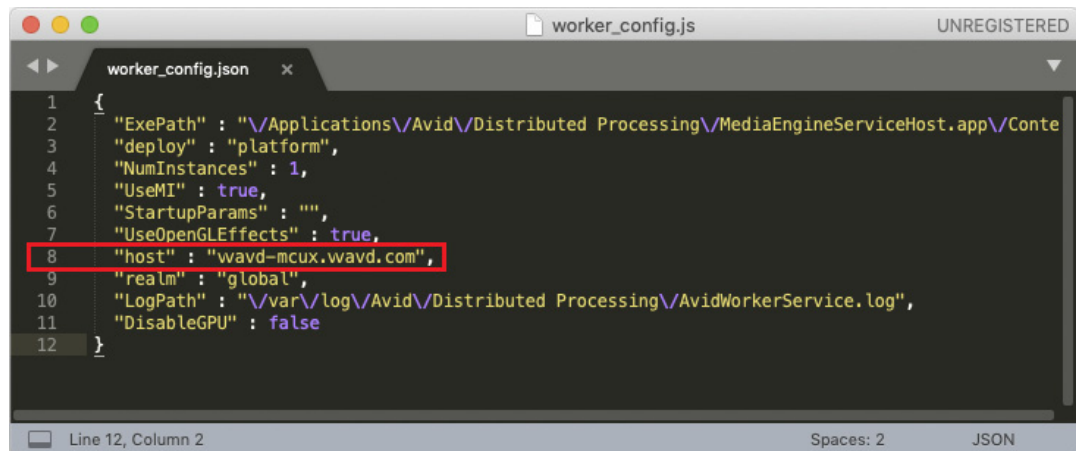 worker_config.js
UNREGISTERED
worker_config.json ×
1 {
2 "ExePath" : "\/Applications\/Avid\/Distributed Processing\/MediaEngineServiceHost.app\/Conte
3 "deploy" : "platform",
4 "NumInstances" : 1,
5 "UseMI" : true,
6 "StartupParams" : "",
7 "UseOpenGLEffects" : true,
8 "host" : "wavd-mcux.wavd.com",
9 "realm" : "global",
10 "LogPath" : "\/var\/log\/Avid\/Distributed Processing\/AvidWorkerService.log",
11 "DisableGPU" : false
12 }
Line 12, Column 2
Spaces: 2
JSON